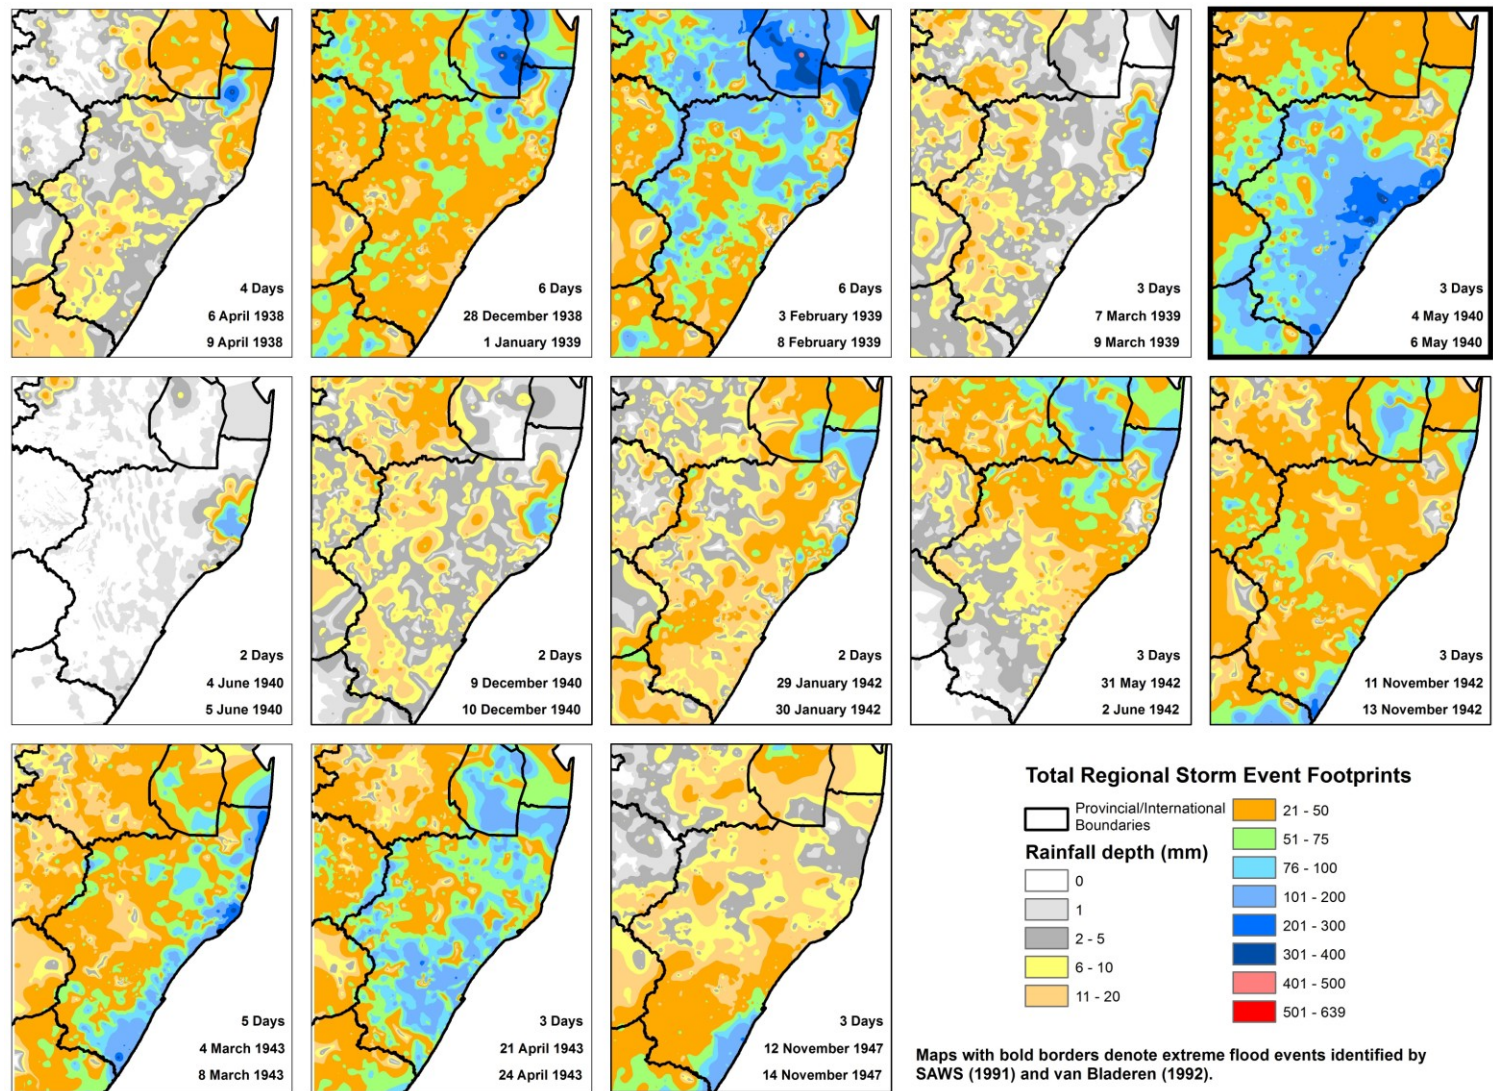 4 Days
6 April 1938
9 April 1938
6 Days
28 December 1938
1 January 1939
6 Days
3 February 1939
8 February 1939
3 Days
7 March 1939
9 March 1939
3 Days
4 May 1940
6 May 1940
2 Days
4 June 1940
5 June 1940
2 Days
9 December 1940
10 December 1940
2 Days
29 January 1942
30 January 1942
3 Days
31 May 1942
2 June 1942
3 Days
11 November 1942
13 November 1942
5 Days
4 March 1943
8 March 1943
3 Days
21 April 1943
24 April 1943
3 Days
12 November 1947
14 November 1947
Total Regional Storm Event Footprints
Provincial/International
Boundaries
Rainfall depth (mm)
0
1
2 - 5
6 - 10
11 - 20
21 - 50
51 - 75
76 - 100
101 - 200
201 - 300
301 - 400
401 - 500
501 - 639
Maps with bold borders denote extreme flood events identified by
SAWS (1991) and van Bladeren (1992).